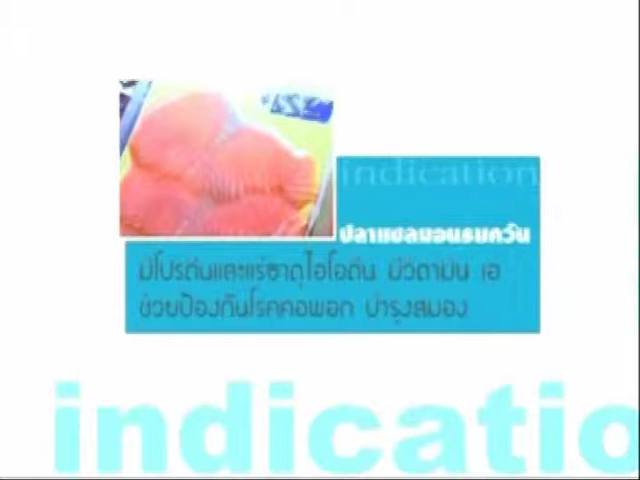 indication
ปลาแซลมอนรมควัน
มีโปรตีนและแร่ธาตุไอโอดีน มีวิตามิน เอ
ช่วยป้องกันโรคคอพอก บำรุงสมอง
indicatio